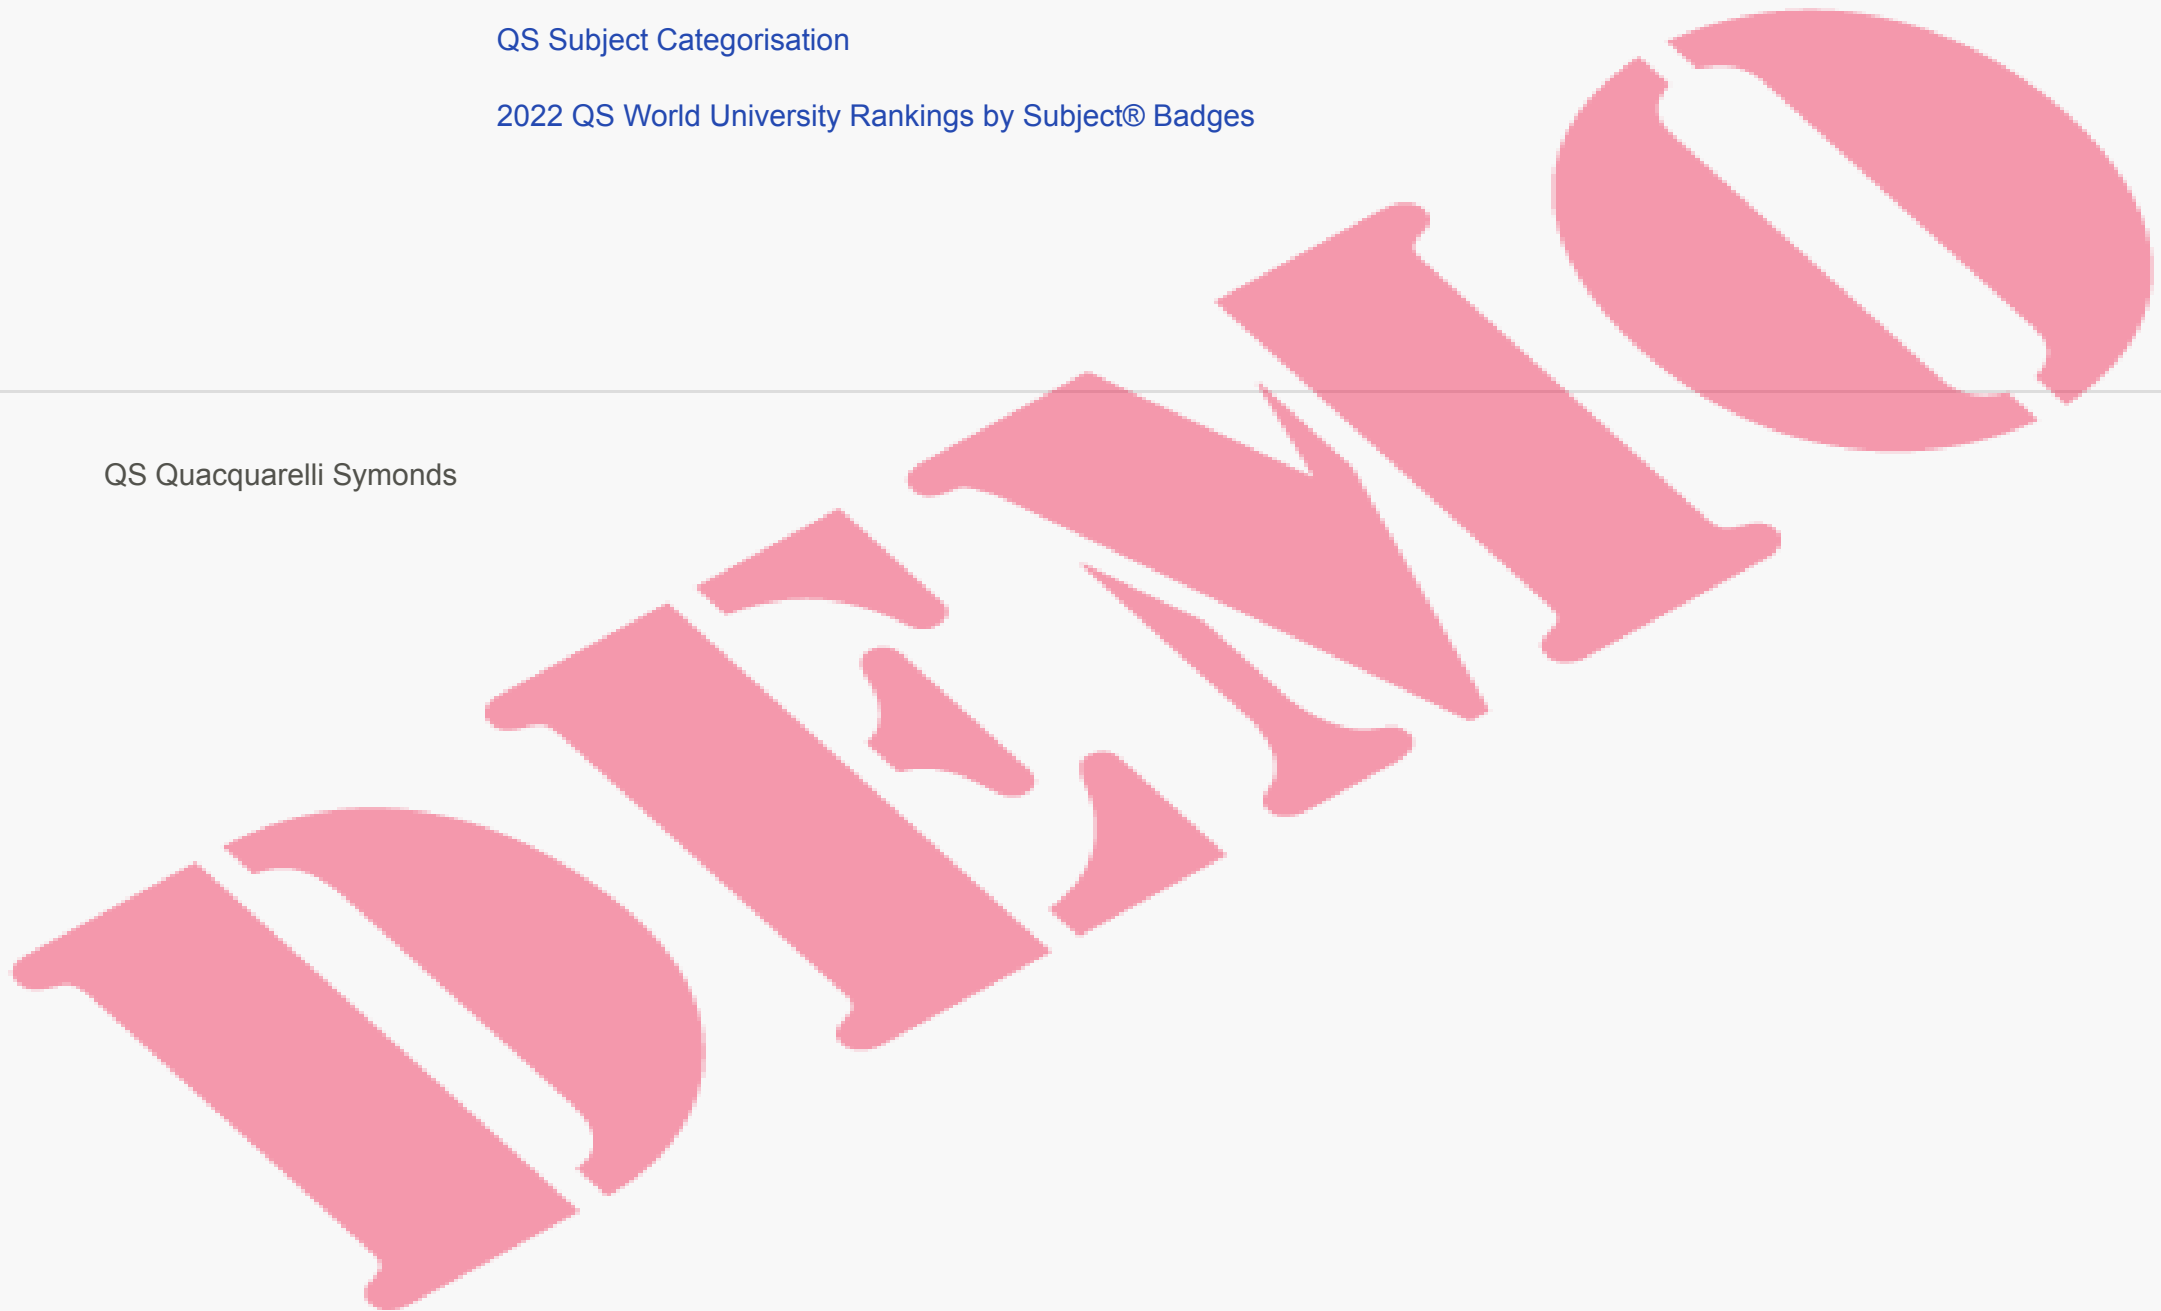 QS Subject Categorisation
2022 QS World University Rankings by Subject® Badges
QS Quacquarelli Symonds
DEMO